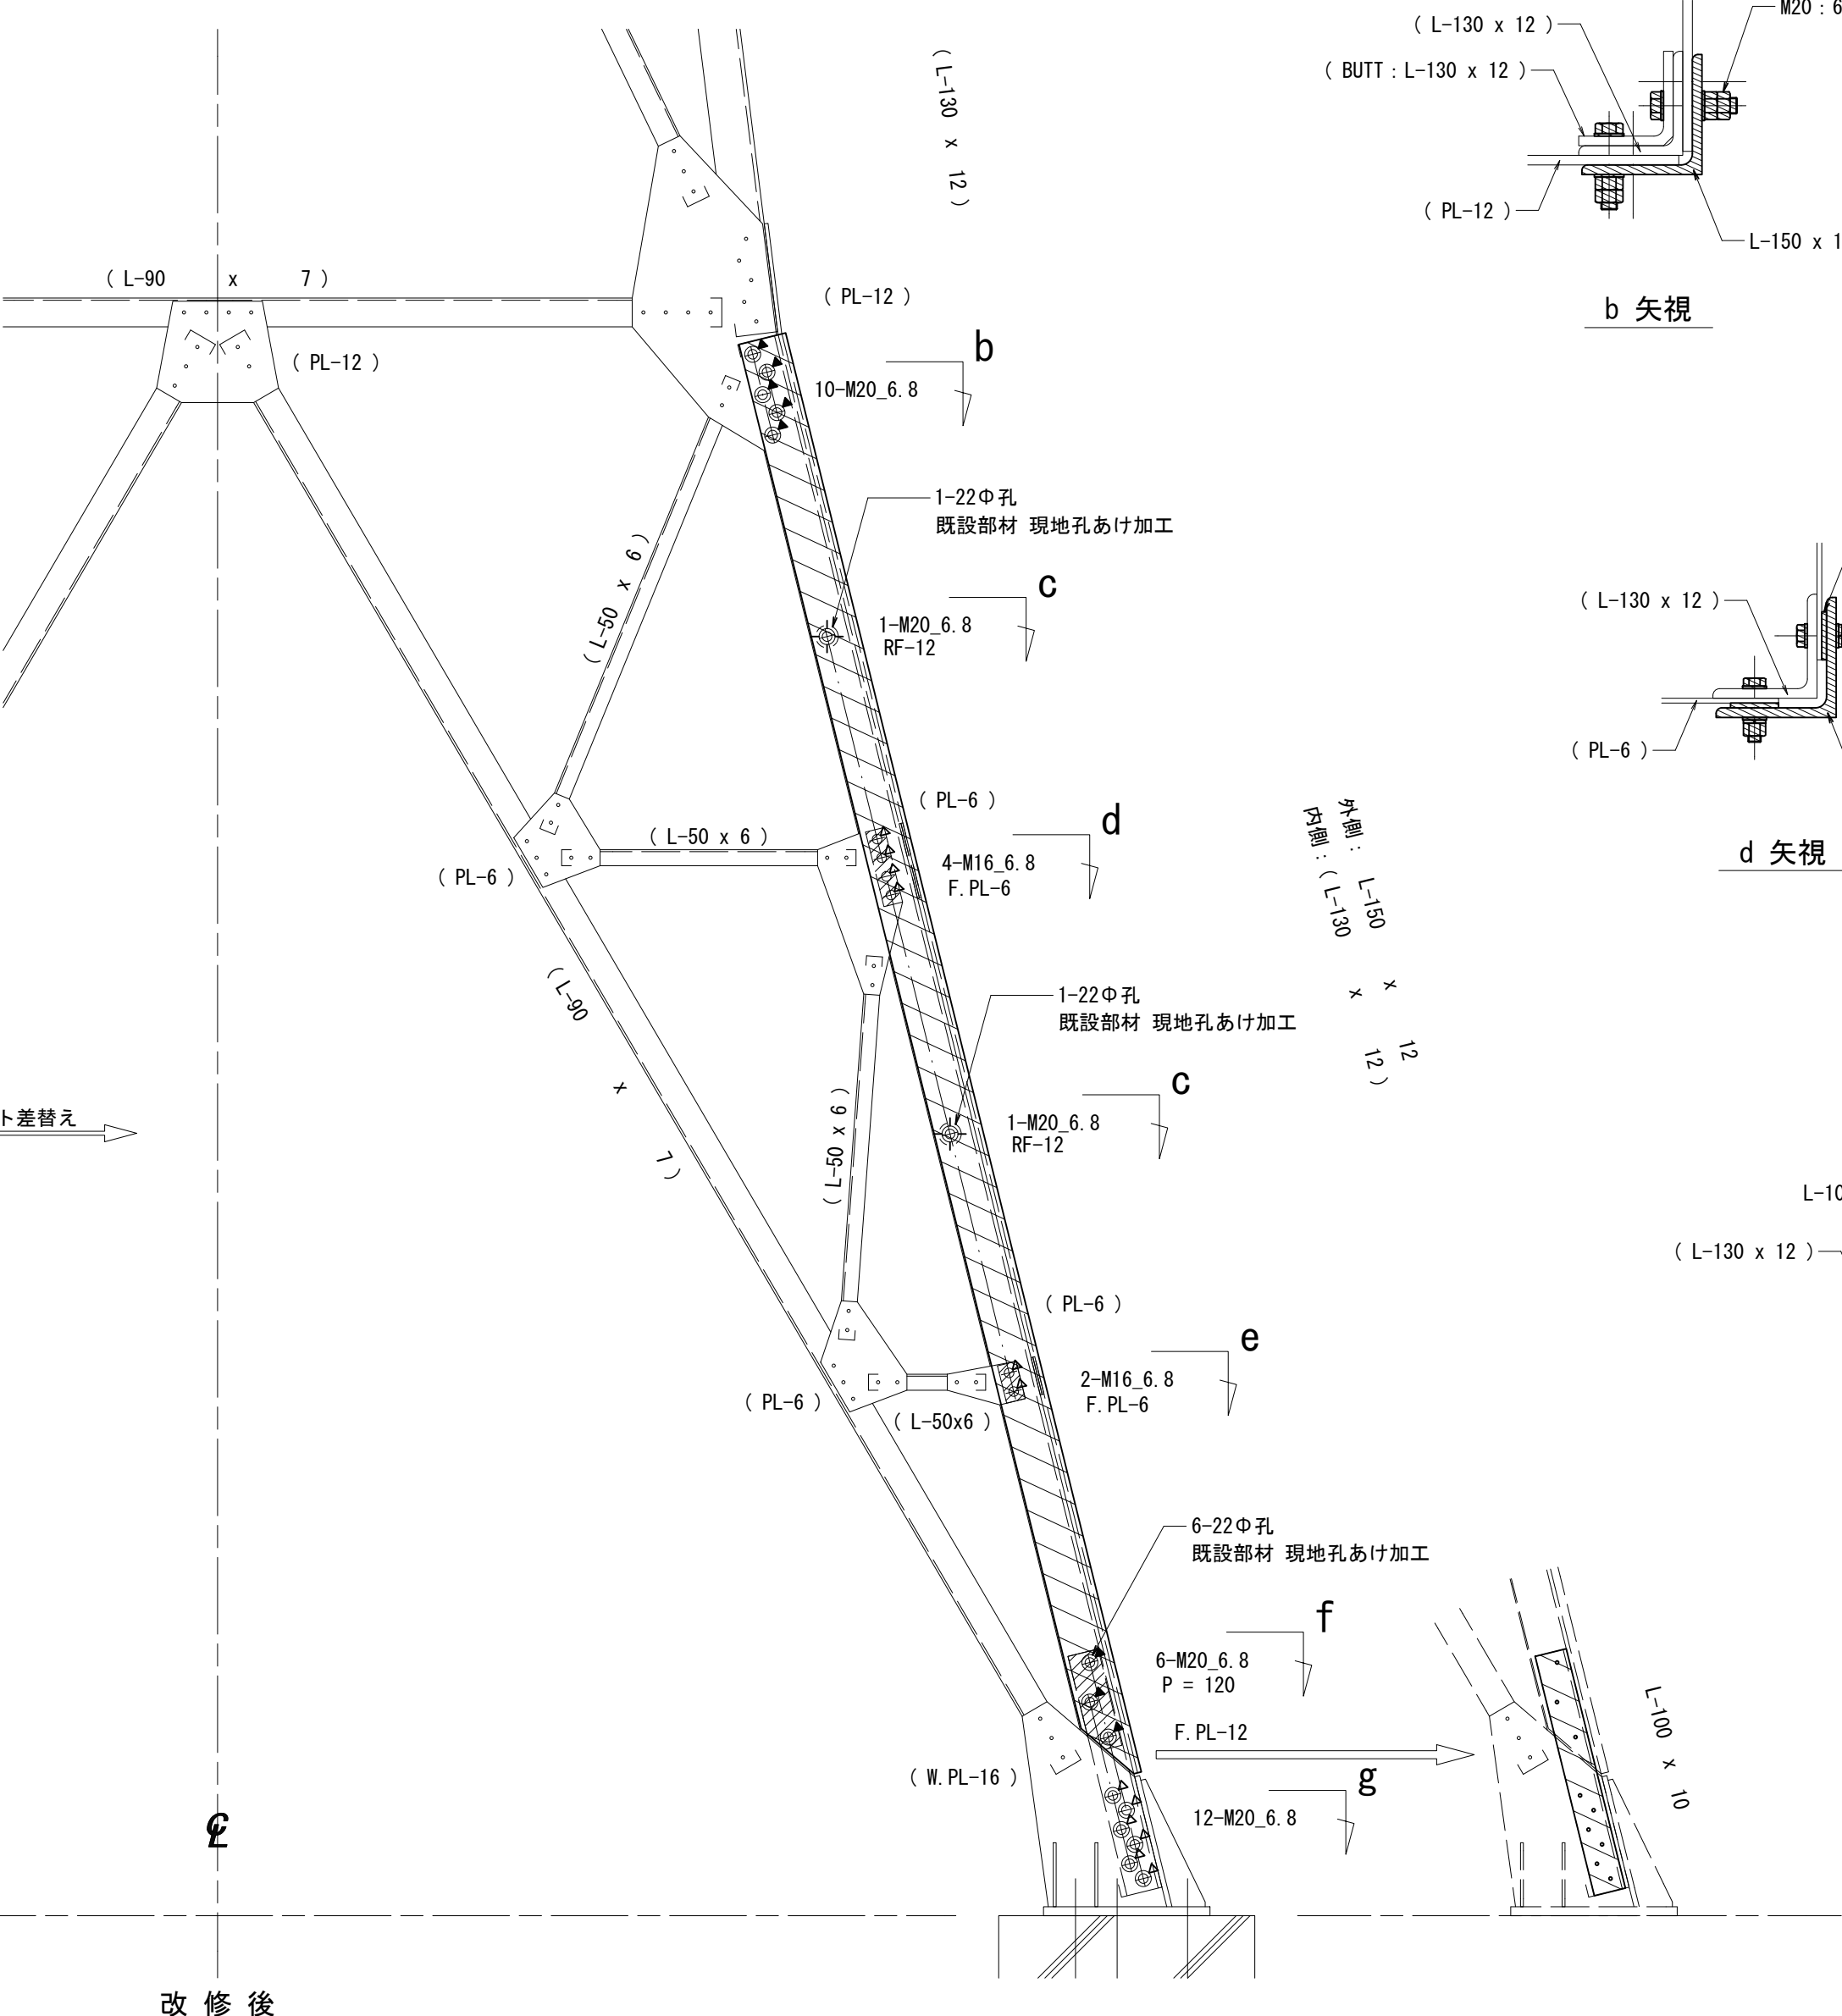 ( L-130 x 12 )
( L-130 x 12 )
M20 : 6
( BUTT : L-130 x 12 )
( PL-12 )
L-150 x 1
b 矢視
( L-90 x 7 )
( PL-12 )
( PL-12 )
b
10-M20_6.8
1-22Φ孔
既設部材 現地孔あけ加工
( L-50 x 6 )
c
1-M20_6.8
RF-12
( L-130 x 12 )
( PL-6 )
d 矢視
( PL-6 )
d
( L-50 x 6 )
4-M16_6.8
F.PL-6
( PL-6 )
外側: L-150 x 12
内側:( L-130 x 12 )
( L-90 x 7 )
1-22Φ孔
既設部材 現地孔あけ加工
c
ト差替え
( L-50 x 6 )
1-M20_6.8
RF-12
L-10
( L-130 x 12 )
( PL-6 )
e
2-M16_6.8
F.PL-6
( PL-6 )
( L-50x6 )
6-22Φ孔
既設部材 現地孔あけ加工
f
6-M20_6.8
P = 120
F.PL-12
L-100 x 10
( W.PL-16 )
g
12-M20_6.8
℄
改 修 後